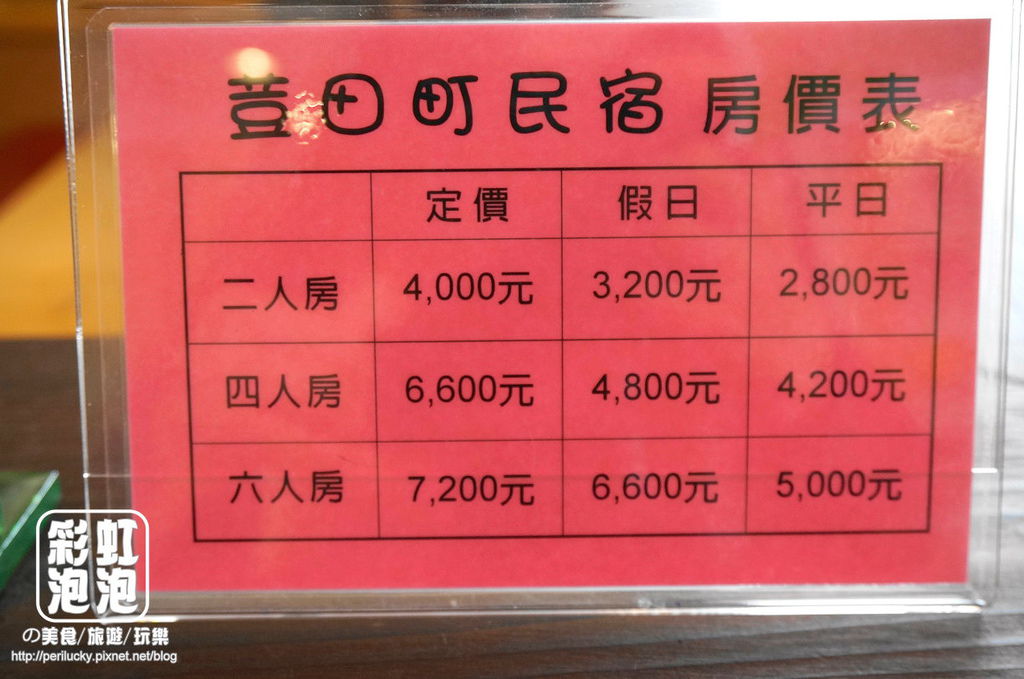 荳田町民宿 房價表
定價 假日 平日
二人房 4,000元 3,200元 2,800元
四人房 6,600元 4,800元 4,200元
六人房 7,200元 6,600元 5,000元
彩虹
泡泡
の美食/旅遊/玩樂
http://perilucky.pixnet.net/blog